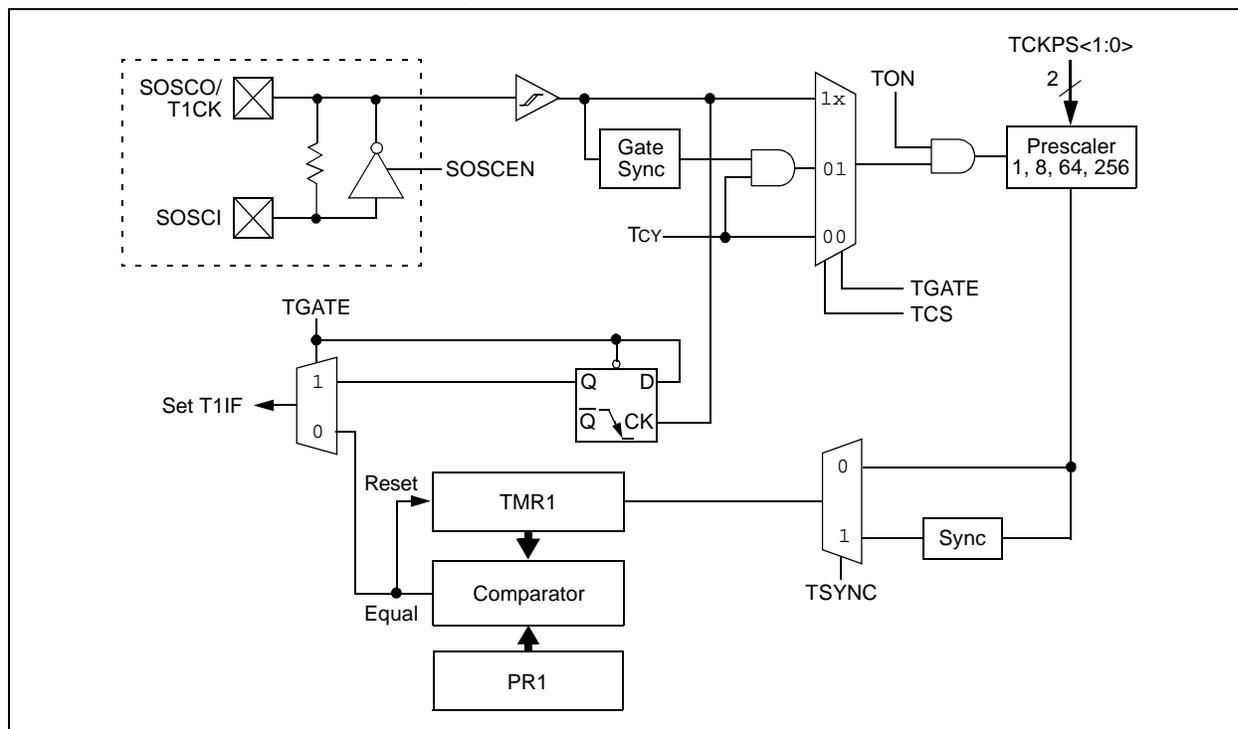 TCKPS<1:0>
SOSCO/
T1CK
TON
2
1x
Gate
Sync
Prescaler
1, 8, 64, 256
SOSCEN
01
SOSCI
TCY
00
TGATE
TCS
TGATE
1
Q
D
Set T1IF
Q
CK
0
0
Reset
TMR1
1
Sync
Comparator
TSYNC
Equal
PR1